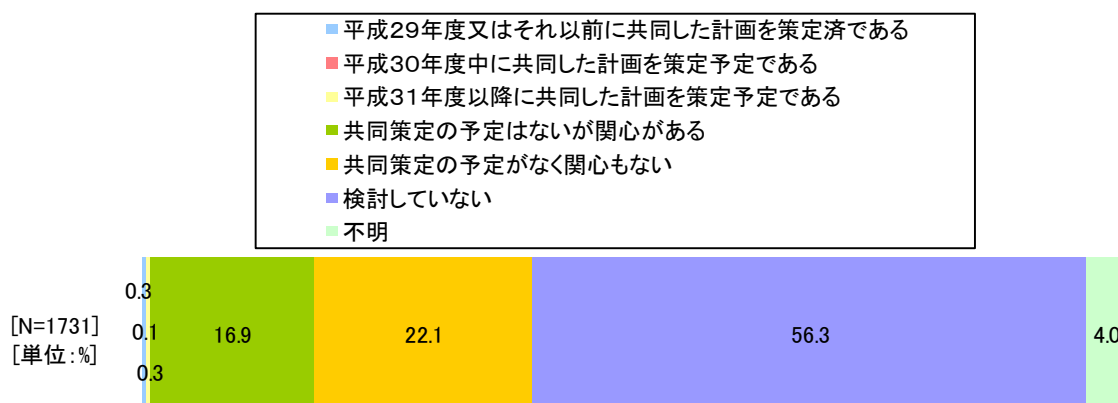 平成29年度又はそれ以前に共同した計画を策定済である
平成30年度中に共同した計画を策定予定である
平成31年度以降に共同した計画を策定予定である
共同策定の予定はないが関心がある
共同策定の予定がなく関心もない
検討していない
不明
[N=1731]
[単位:%]
0.3
0.1
0.3
16.9
22.1
56.3
4.0